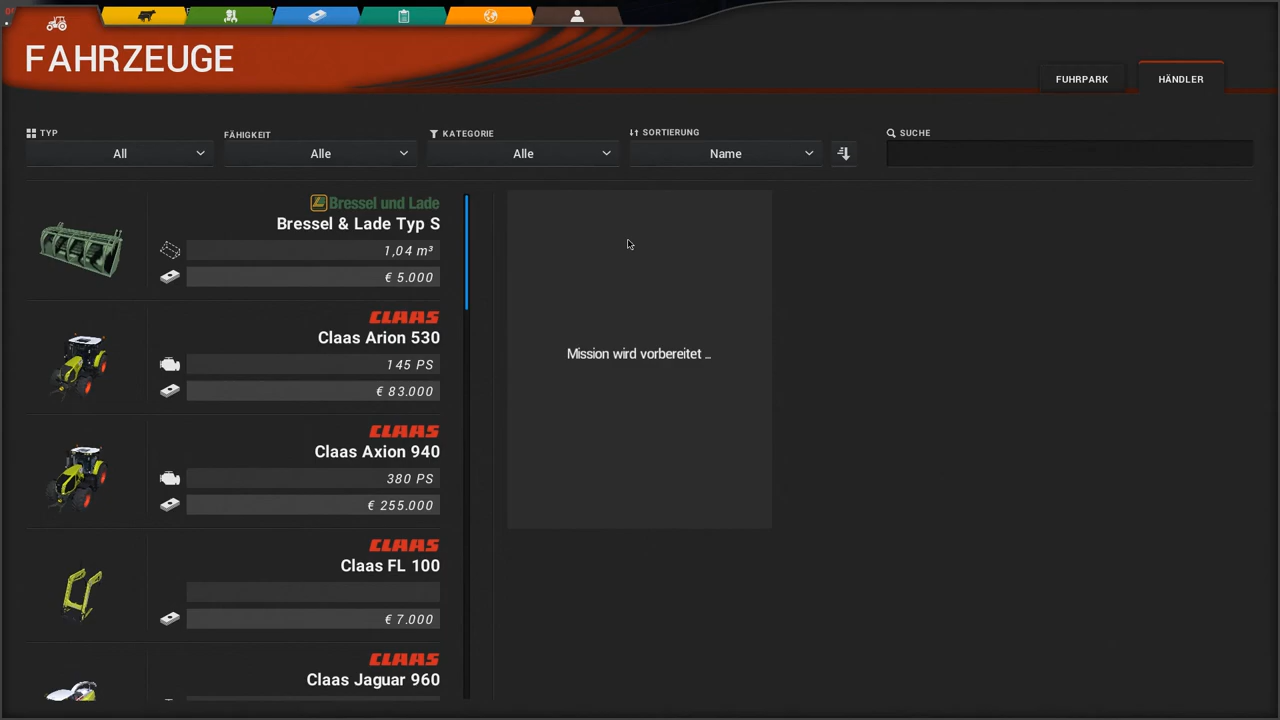 FAHRZEUGE
FUHRPARK
HÄNDLER
TYP
FÄHIGKEIT
KATEGORIE
SORTIERUNG
SUCHE
All
Alle
Alle
Name
Bressel und Lade
Bressel & Lade Typ S
1,04 m³
€ 5.000
CLAAS
Claas Arion 530
145 PS
€ 83.000
CLAAS
Claas Axion 940
380 PS
€ 255.000
CLAAS
Claas FL 100
€ 7.000
CLAAS
Claas Jaguar 960
Mission wird vorbereitet ...